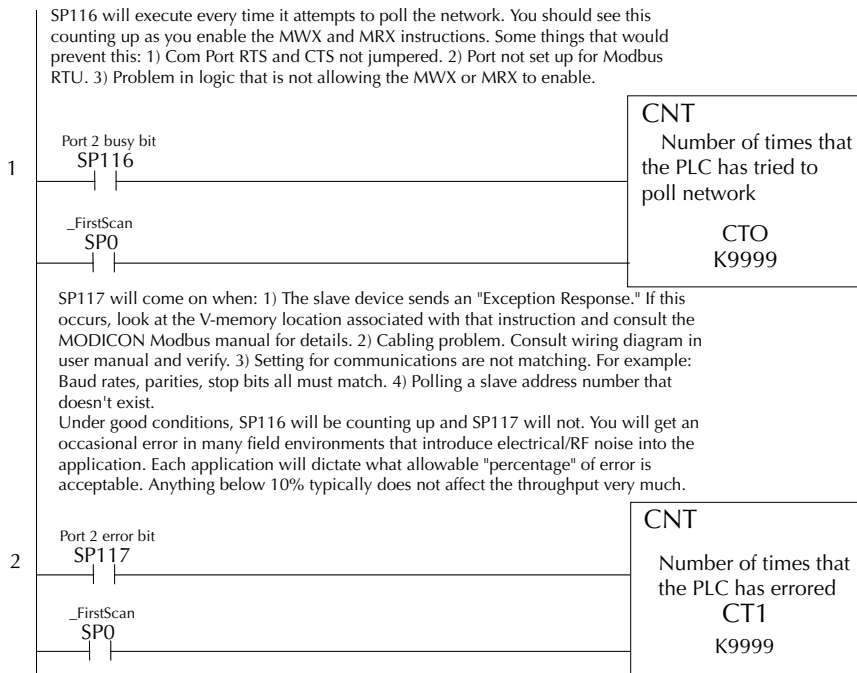 SP116 will execute every time it attempts to poll the network. You should see this
counting up as you enable the MWX and MRX instructions. Some things that would
prevent this: 1) Com Port RTS and CTS not jumpered. 2) Port not set up for Modbus
RTU. 3) Problem in logic that is not allowing the MWX or MRX to enable.
1
Port 2 busy bit
SP116
_FirstScan
SP0
CNT
Number of times that
the PLC has tried to
poll network
CTO
K9999
SP117 will come on when: 1) The slave device sends an "Exception Response." If this
occurs, look at the V-memory location associated with that instruction and consult the
MODICON Modbus manual for details. 2) Cabling problem. Consult wiring diagram in
user manual and verify. 3) Setting for communications are not matching. For example:
Baud rates, parities, stop bits all must match. 4) Polling a slave address number that
doesn't exist.
Under good conditions, SP116 will be counting up and SP117 will not. You will get an
occasional error in many field environments that introduce electrical/RF noise into the
application. Each application will dictate what allowable "percentage" of error is
acceptable. Anything below 10% typically does not affect the throughput very much.
2
Port 2 error bit
SP117
_FirstScan
SP0
CNT
Number of times that
the PLC has errored
CT1
K9999